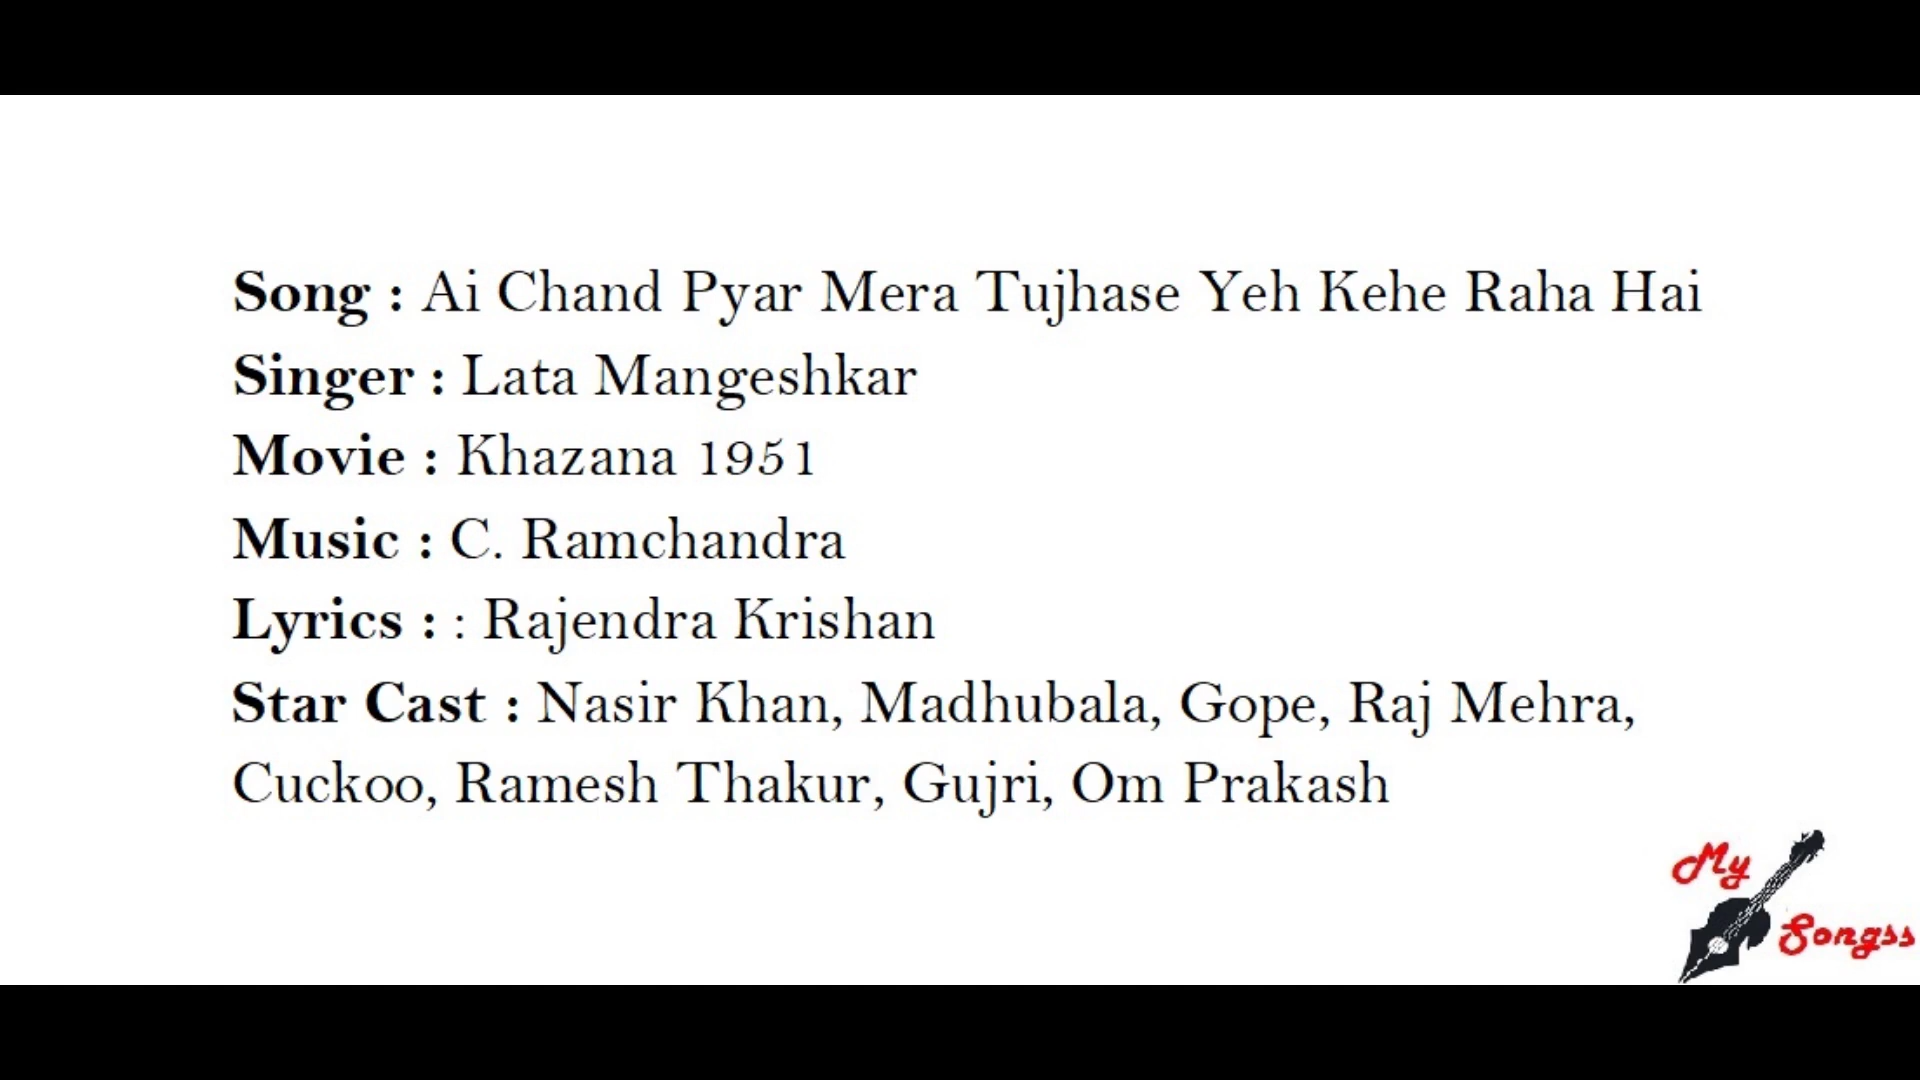 Song : Ai Chand Pyar Mera Tujhase Yeh Kehe Raha Hai
Singer : Lata Mangeshkar
Movie : Khazana 1951
Music : C. Ramchandra
Lyrics : : Rajendra Krishan
Star Cast : Nasir Khan, Madhubala, Gope, Raj Mehra,
Cuckoo, Ramesh Thakur, Gujri, Om Prakash
My
Songss